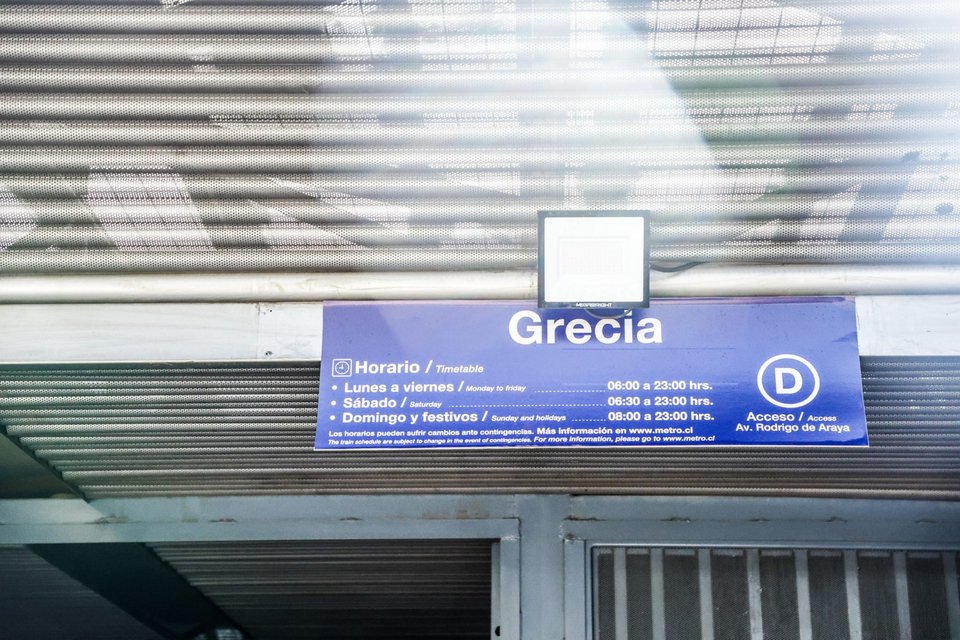 MEGABRIGHT
Grecia
Horario / Timetable
• Lunes a viernes / Monday to friday 06:00 a 23:00 hrs.
• Sábado / Saturday 06:30 a 23:00 hrs.
• Domingo y festivos / Sunday and holidays 08:00 a 23:00 hrs.
Los horarios pueden sufrir cambios ante contingencias. Más información en www.metro.cl
The train schedule are subject to change in the event of contingencies. For more information, please go to www.metro.cl
D
Acceso / Access
Av. Rodrigo de Araya